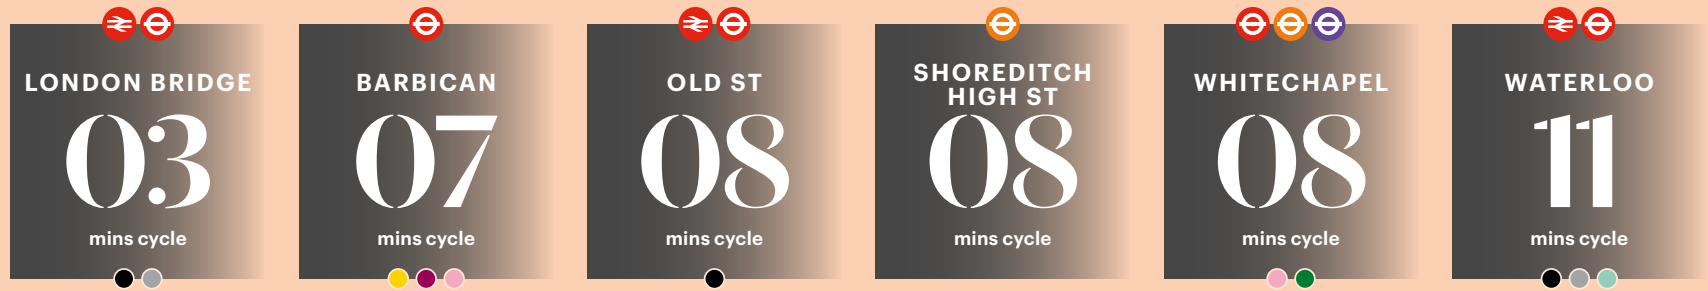 LONDON BRIDGE
03
mins cycle
BARBICAN
07
mins cycle
OLD ST
08
mins cycle
SHOREDITCH
HIGH ST
08
mins cycle
WHITECHAPEL
08
mins cycle
WATERLOO
11
mins cycle